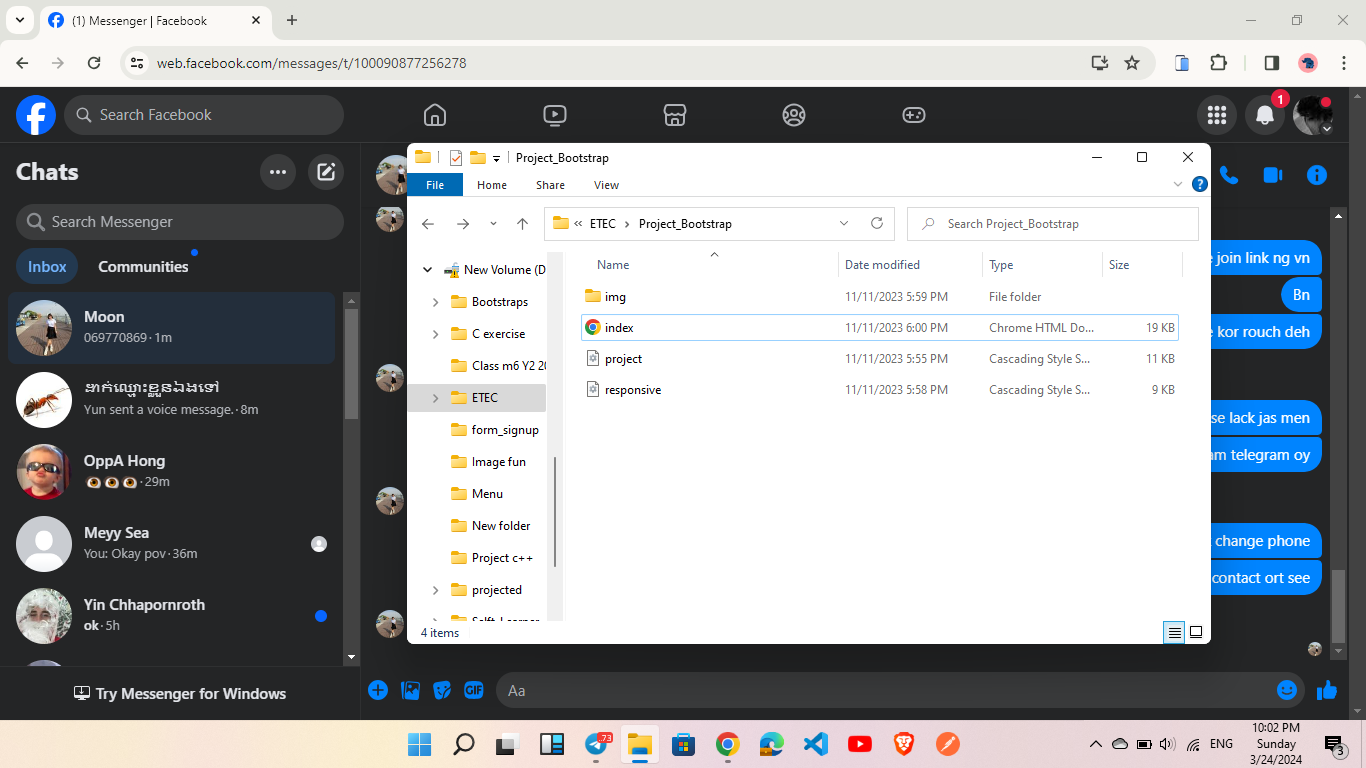 (1) Messenger | Facebook
web.facebook.com/messages/t/100090877256278
Search Facebook
1
Chats
Search Messenger
Inbox
Communities
Moon
069770869 · 1m
ដាក់ឈ្មោះខ្លួនឯងទៅ
Yun sent a voice message. · 8m
OppA Hong
· 29m
Meyy Sea
You: Okay pov · 36m
Yin Chhapornroth
ok · 5h
Try Messenger for Windows
Project_Bootstrap
File
Home
Share
View
?
« ETEC › Project_Bootstrap
Search Project_Bootstrap
New Volume (D
Bootstraps
C exercise
Class m6 Y2 20
ETEC
form_signup
Image fun
Menu
New folder
Project c++
projected
Name Date modified Type Size
img 11/11/2023 5:59 PM File folder
index 11/11/2023 6:00 PM Chrome HTML Do... 19 KB
project 11/11/2023 5:55 PM Cascading Style S... 11 KB
responsive 11/11/2023 5:58 PM Cascading Style S... 9 KB
4 items
join link ng vn
Bn
kor rouch deh
se lack jas men
telegram oy
change phone
contact ort see
GIF
Aa
73
ENG
10:02 PM
Sunday
3/24/2024
3